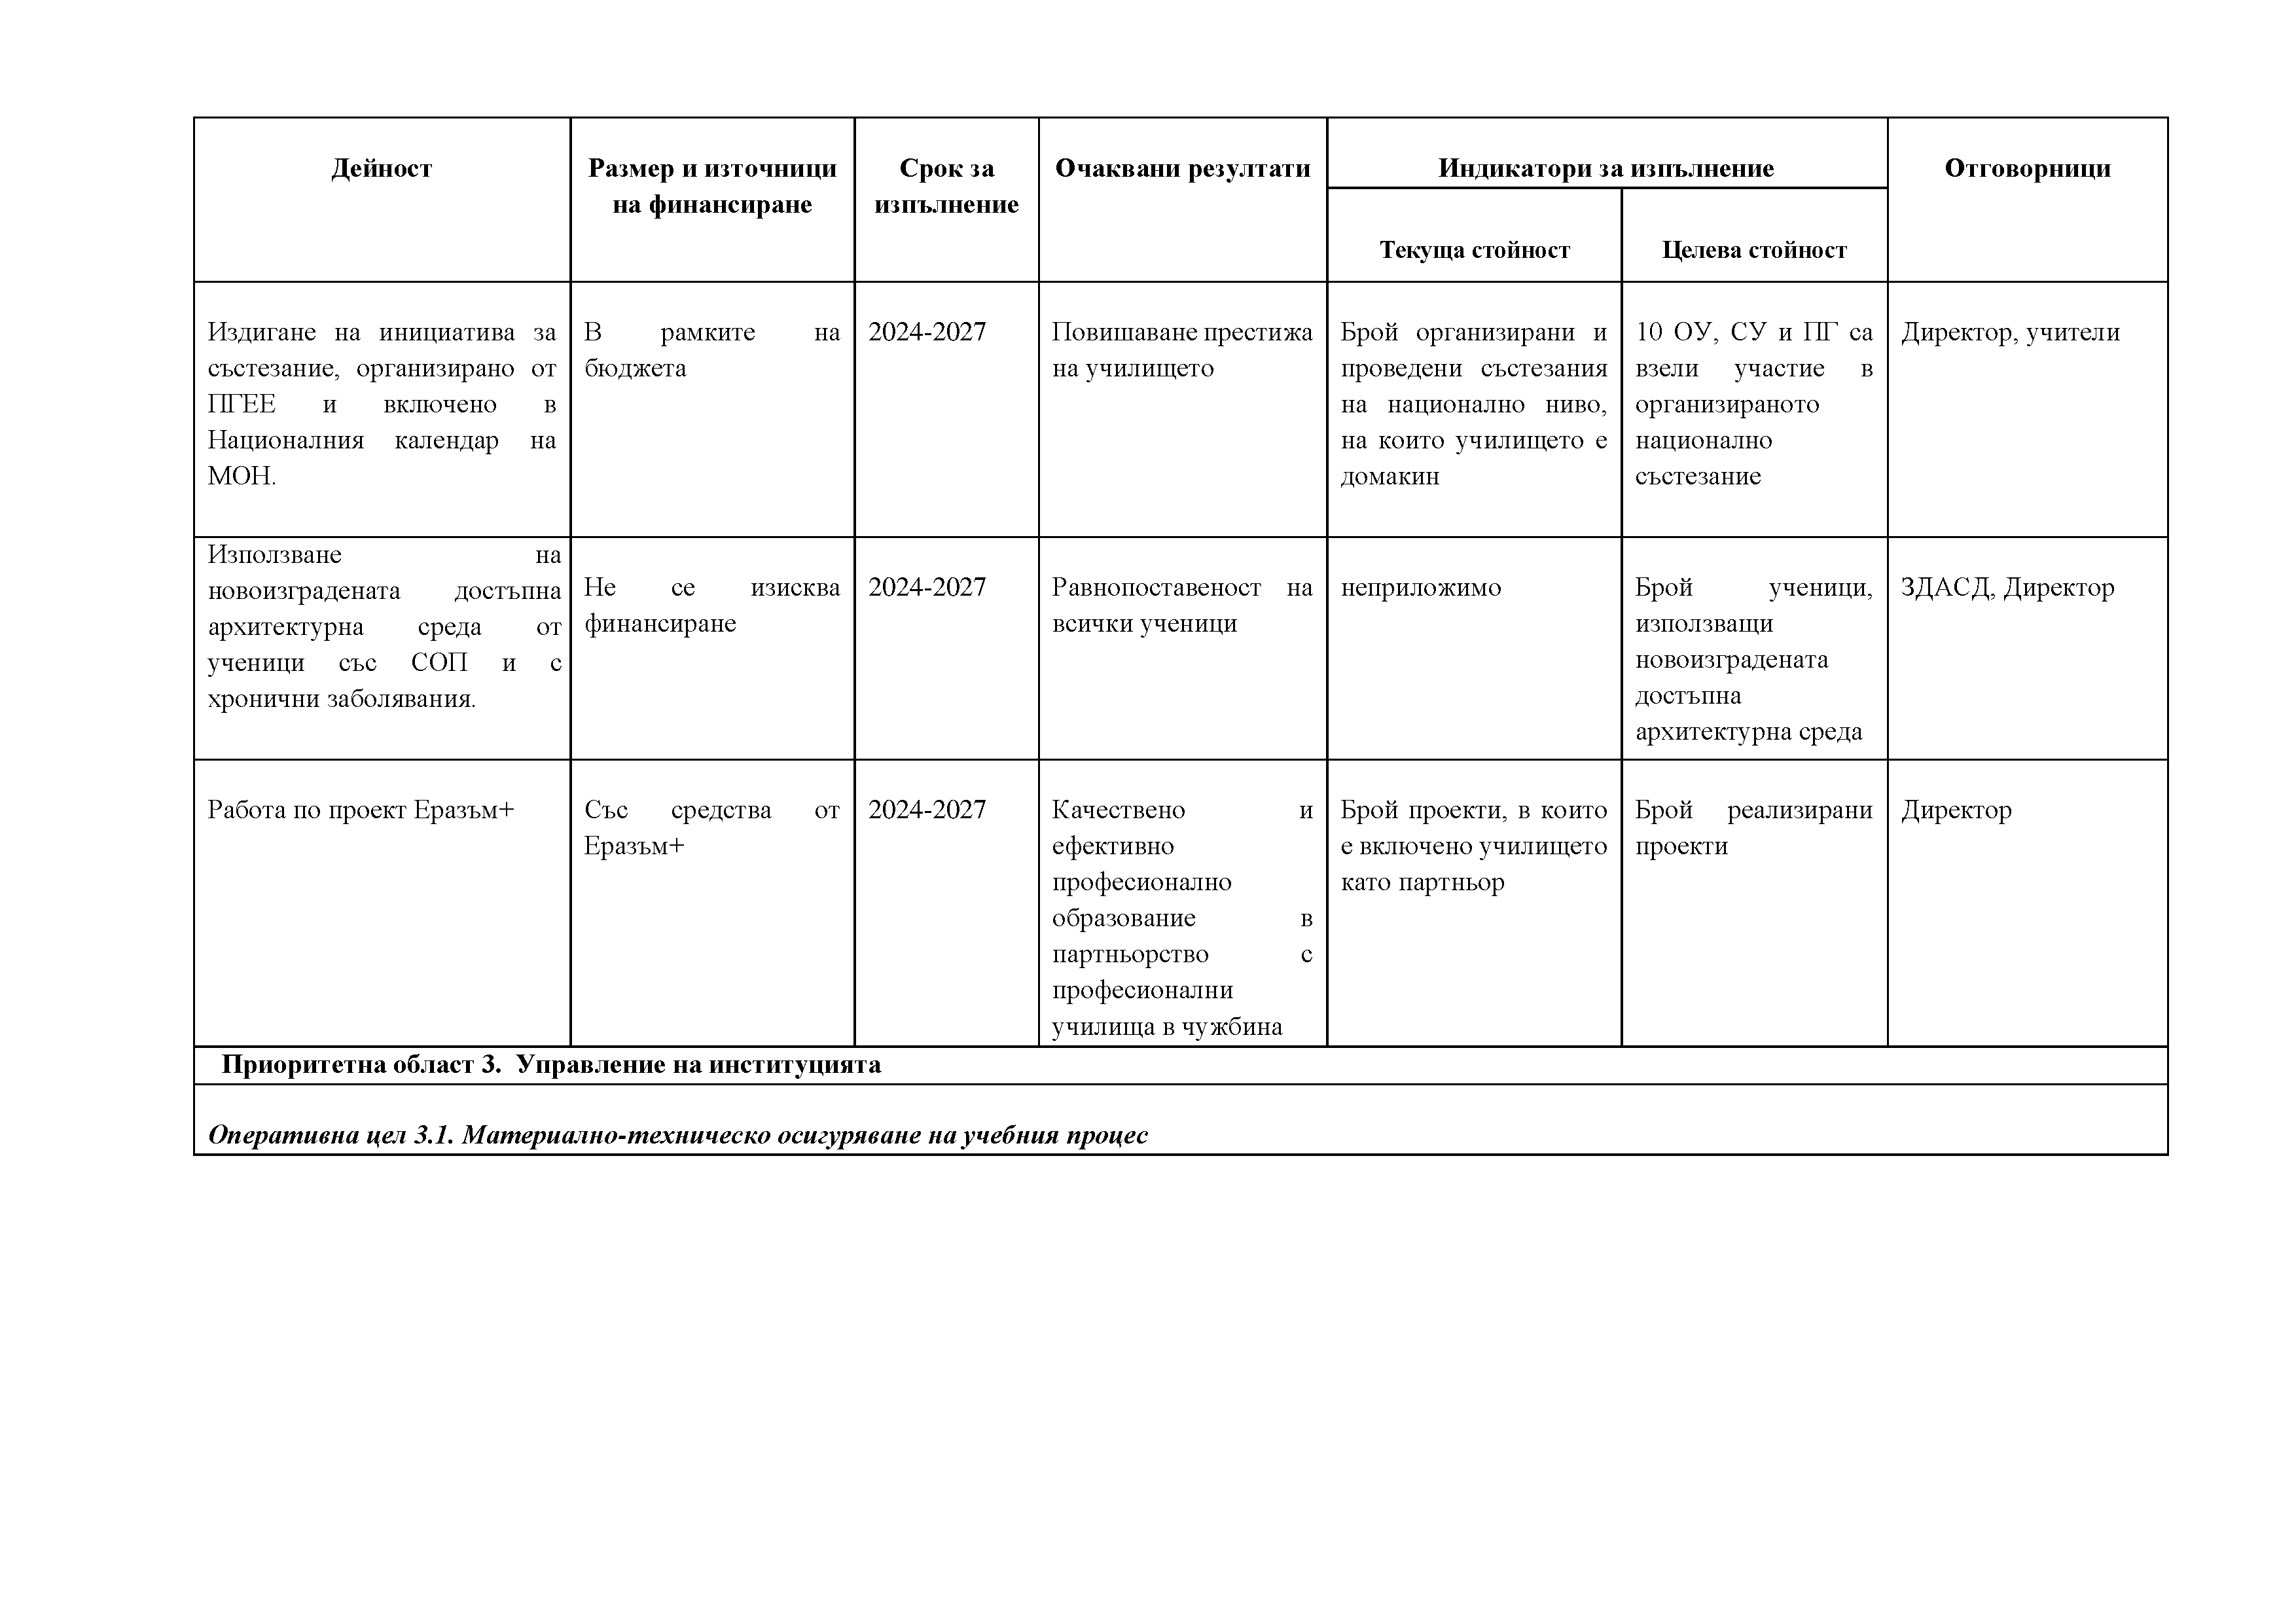 Дейност
Размер и източници
на финансиране
Срок за
изпълнение
Очаквани резултати
Индикатори за изпълнение
Текуща стойност
Целева стойност
Отговорници
Издигане на инициатива за
състезание, организирано от
ПГЕЕ и включено в
Националния календар на
МОН.
В рамките на
бюджета
2024-2027
Повишаване престижа
на училището
Брой организирани и
проведени състезания
на национално ниво,
на които училището е
домакин
10 ОУ, СУ и ПГ са
взели участие в
организираното
национално
състезание
Директор, учители
Използване на
новоизградената достъпна
архитектурна среда от
ученици със СОП и с
хронични заболявания.
Не се изисква
финансиране
2024-2027
Равнопоставеност на
всички ученици
неприложимо
Брой ученици,
използващи
новоизградената
достъпна
архитектурна среда
ЗДАСД, Директор
Работа по проект Еразъм+
Със средства от
Еразъм+
2024-2027
Качествено и
ефективно
професионално
образование в
партньорство с
професионални
училища в чужбина
Брой проекти, в които
е включено училището
като партньор
Брой реализирани
проекти
Директор
Приоритетна област 3. Управление на институцията
Оперативна цел 3.1. Материално-техническо осигуряване на учебния процес